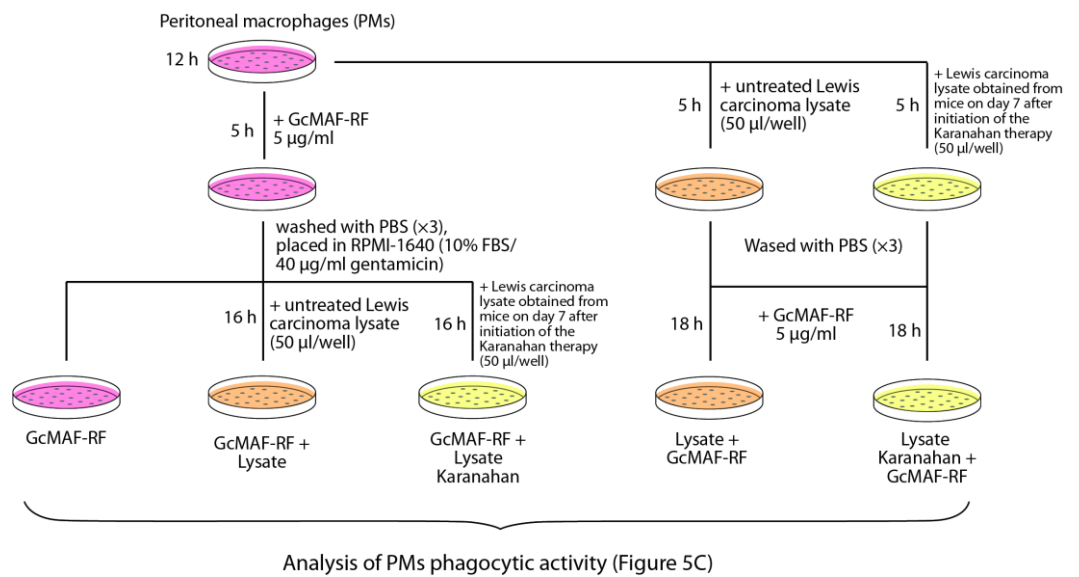 Peritoneal macrophages (PMs)
12 h
5 h
+ GcMAF-RF
5 μg/ml
5 h
+ untreated Lewis
carcinoma lysate
(50 μl/well)
5 h
+ Lewis carcinoma
lysate obtained from
mice on day 7 after
initiation of the
Karanahan therapy
(50 μl/well)
washed with PBS (×3),
placed in RPMI-1640 (10% FBS/
40 μg/ml gentamicin)
Wased with PBS (×3)
16 h
+ untreated Lewis
carcinoma lysate
(50 μl/well)
16 h
+ Lewis carcinoma
lysate obtained from
mice on day 7 after
initiation of the
Karanahan therapy
(50 μl/well)
18 h
+ GcMAF-RF
5 μg/ml
18 h
GcMAF-RF
GcMAF-RF +
Lysate
GcMAF-RF +
Lysate
Karanahan
Lysate +
GcMAF-RF
Lysate
Karanahan +
GcMAF-RF
Analysis of PMs phagocytic activity (Figure 5C)